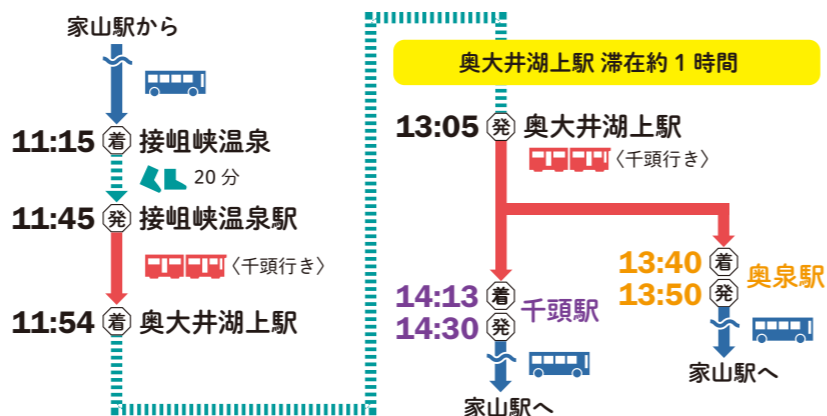 家山駅から
11:15 着 接岨峡温泉
20分
11:45 発 接岨峡温泉駅
〈千頭行き〉
11:54 着 奥大井湖上駅
奥大井湖上駅 滞在約1時間
13:05 発 奥大井湖上駅
〈千頭行き〉
14:13 着
14:30 発
千頭駅
家山駅へ
13:40 着
13:50 発
奥泉駅
家山駅へ